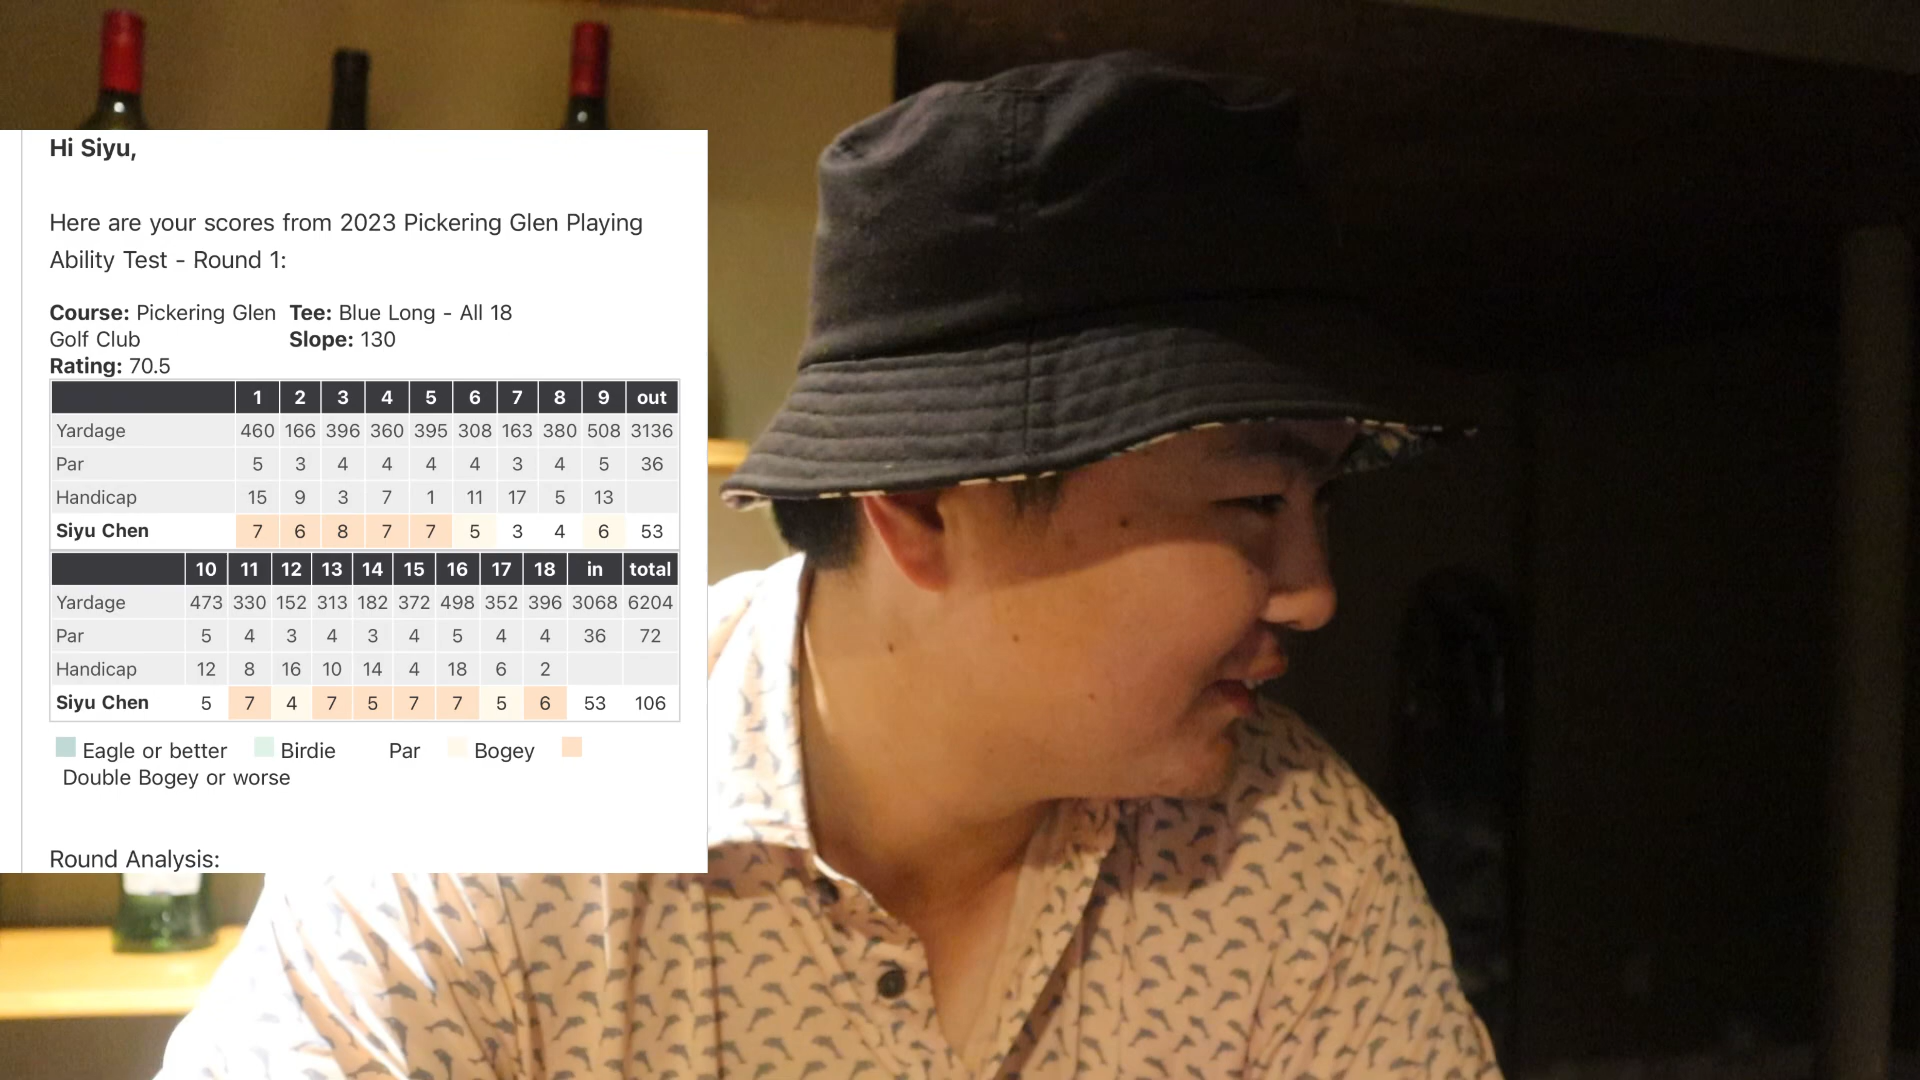 Hi Siyu,
Here are your scores from 2023 Pickering Glen Playing
Ability Test - Round 1:
Course: Pickering Glen Tee: Blue Long - All 18
Golf Club Slope: 130
Rating: 70.5
1 2 3 4 5 6 7 8 9 out
Yardage 460 166 396 360 395 308 163 380 508 3136
Par 5 3 4 4 4 4 3 4 5 36
Handicap 15 9 3 7 1 11 17 5 13
Siyu Chen 7 6 8 7 7 5 3 4 6 53
10 11 12 13 14 15 16 17 18 in total
Yardage 473 330 152 313 182 372 498 352 396 3068 6204
Par 5 4 3 4 3 4 5 4 4 36 72
Handicap 12 8 16 10 14 4 18 6 2
Siyu Chen 5 7 4 7 5 7 7 5 6 53 106
Eagle or better Birdie Par Bogey
Double Bogey or worse
Round Analysis: